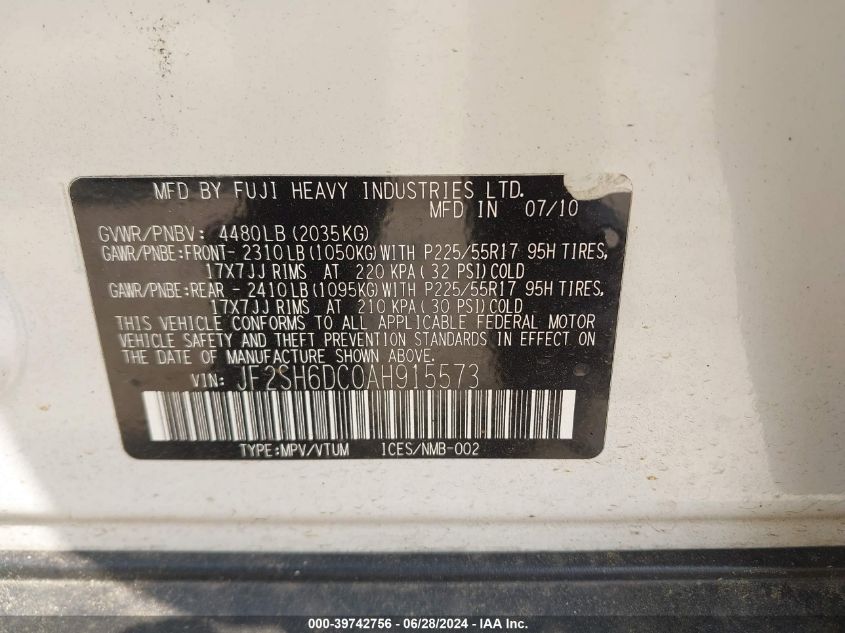 MFD BY FUJI HEAVY INDUSTRIES LTD.
MFD IN 07/10
GVWR/PNBV: 4480LB (2035KG)
GAWR/PNBE:FRONT- 2310LB (1050KG)WITH P225/55R17 95H TIRES,
17X7JJ RIMS AT 220 KPA ( 32 PSI) COLD
GAWR/PNBE:REAR - 2410LB (1095KG)WITH P225/55R17 95H TIRES,
17X7JJ RIMS AT 210 KPA ( 30 PSI) COLD
THIS VEHICLE CONFORMS TO ALL APPLICABLE FEDERAL MOTOR
VEHICLE SAFETY AND THEFT PREVENTION STANDARDS IN EFFECT ON
THE DATE OF MANUFACTURE SHOWN ABOVE.
VIN: JF2SH6DC0AH915573
TYPE:MPV/VTUM ICES/NMB-002
000-39742756 - 06/28/2024 - IAA Inc.